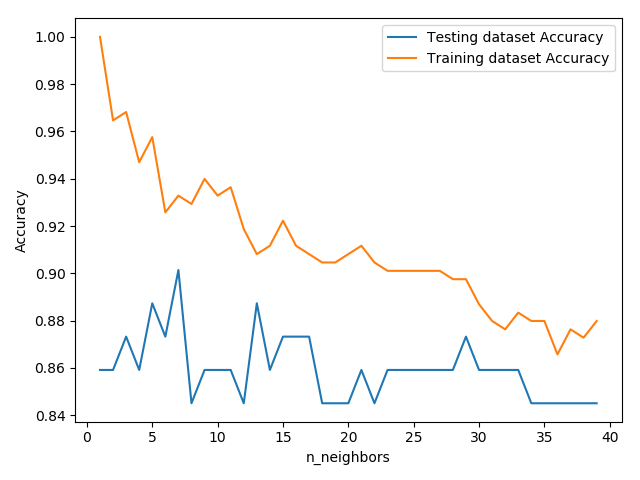 Testing dataset Accuracy
Training dataset Accuracy
1.00
0.98
0.96
0.94
0.92
0.90
0.88
0.86
0.84
Accuracy
0 5 10 15 20 25 30 35 40
n_neighbors